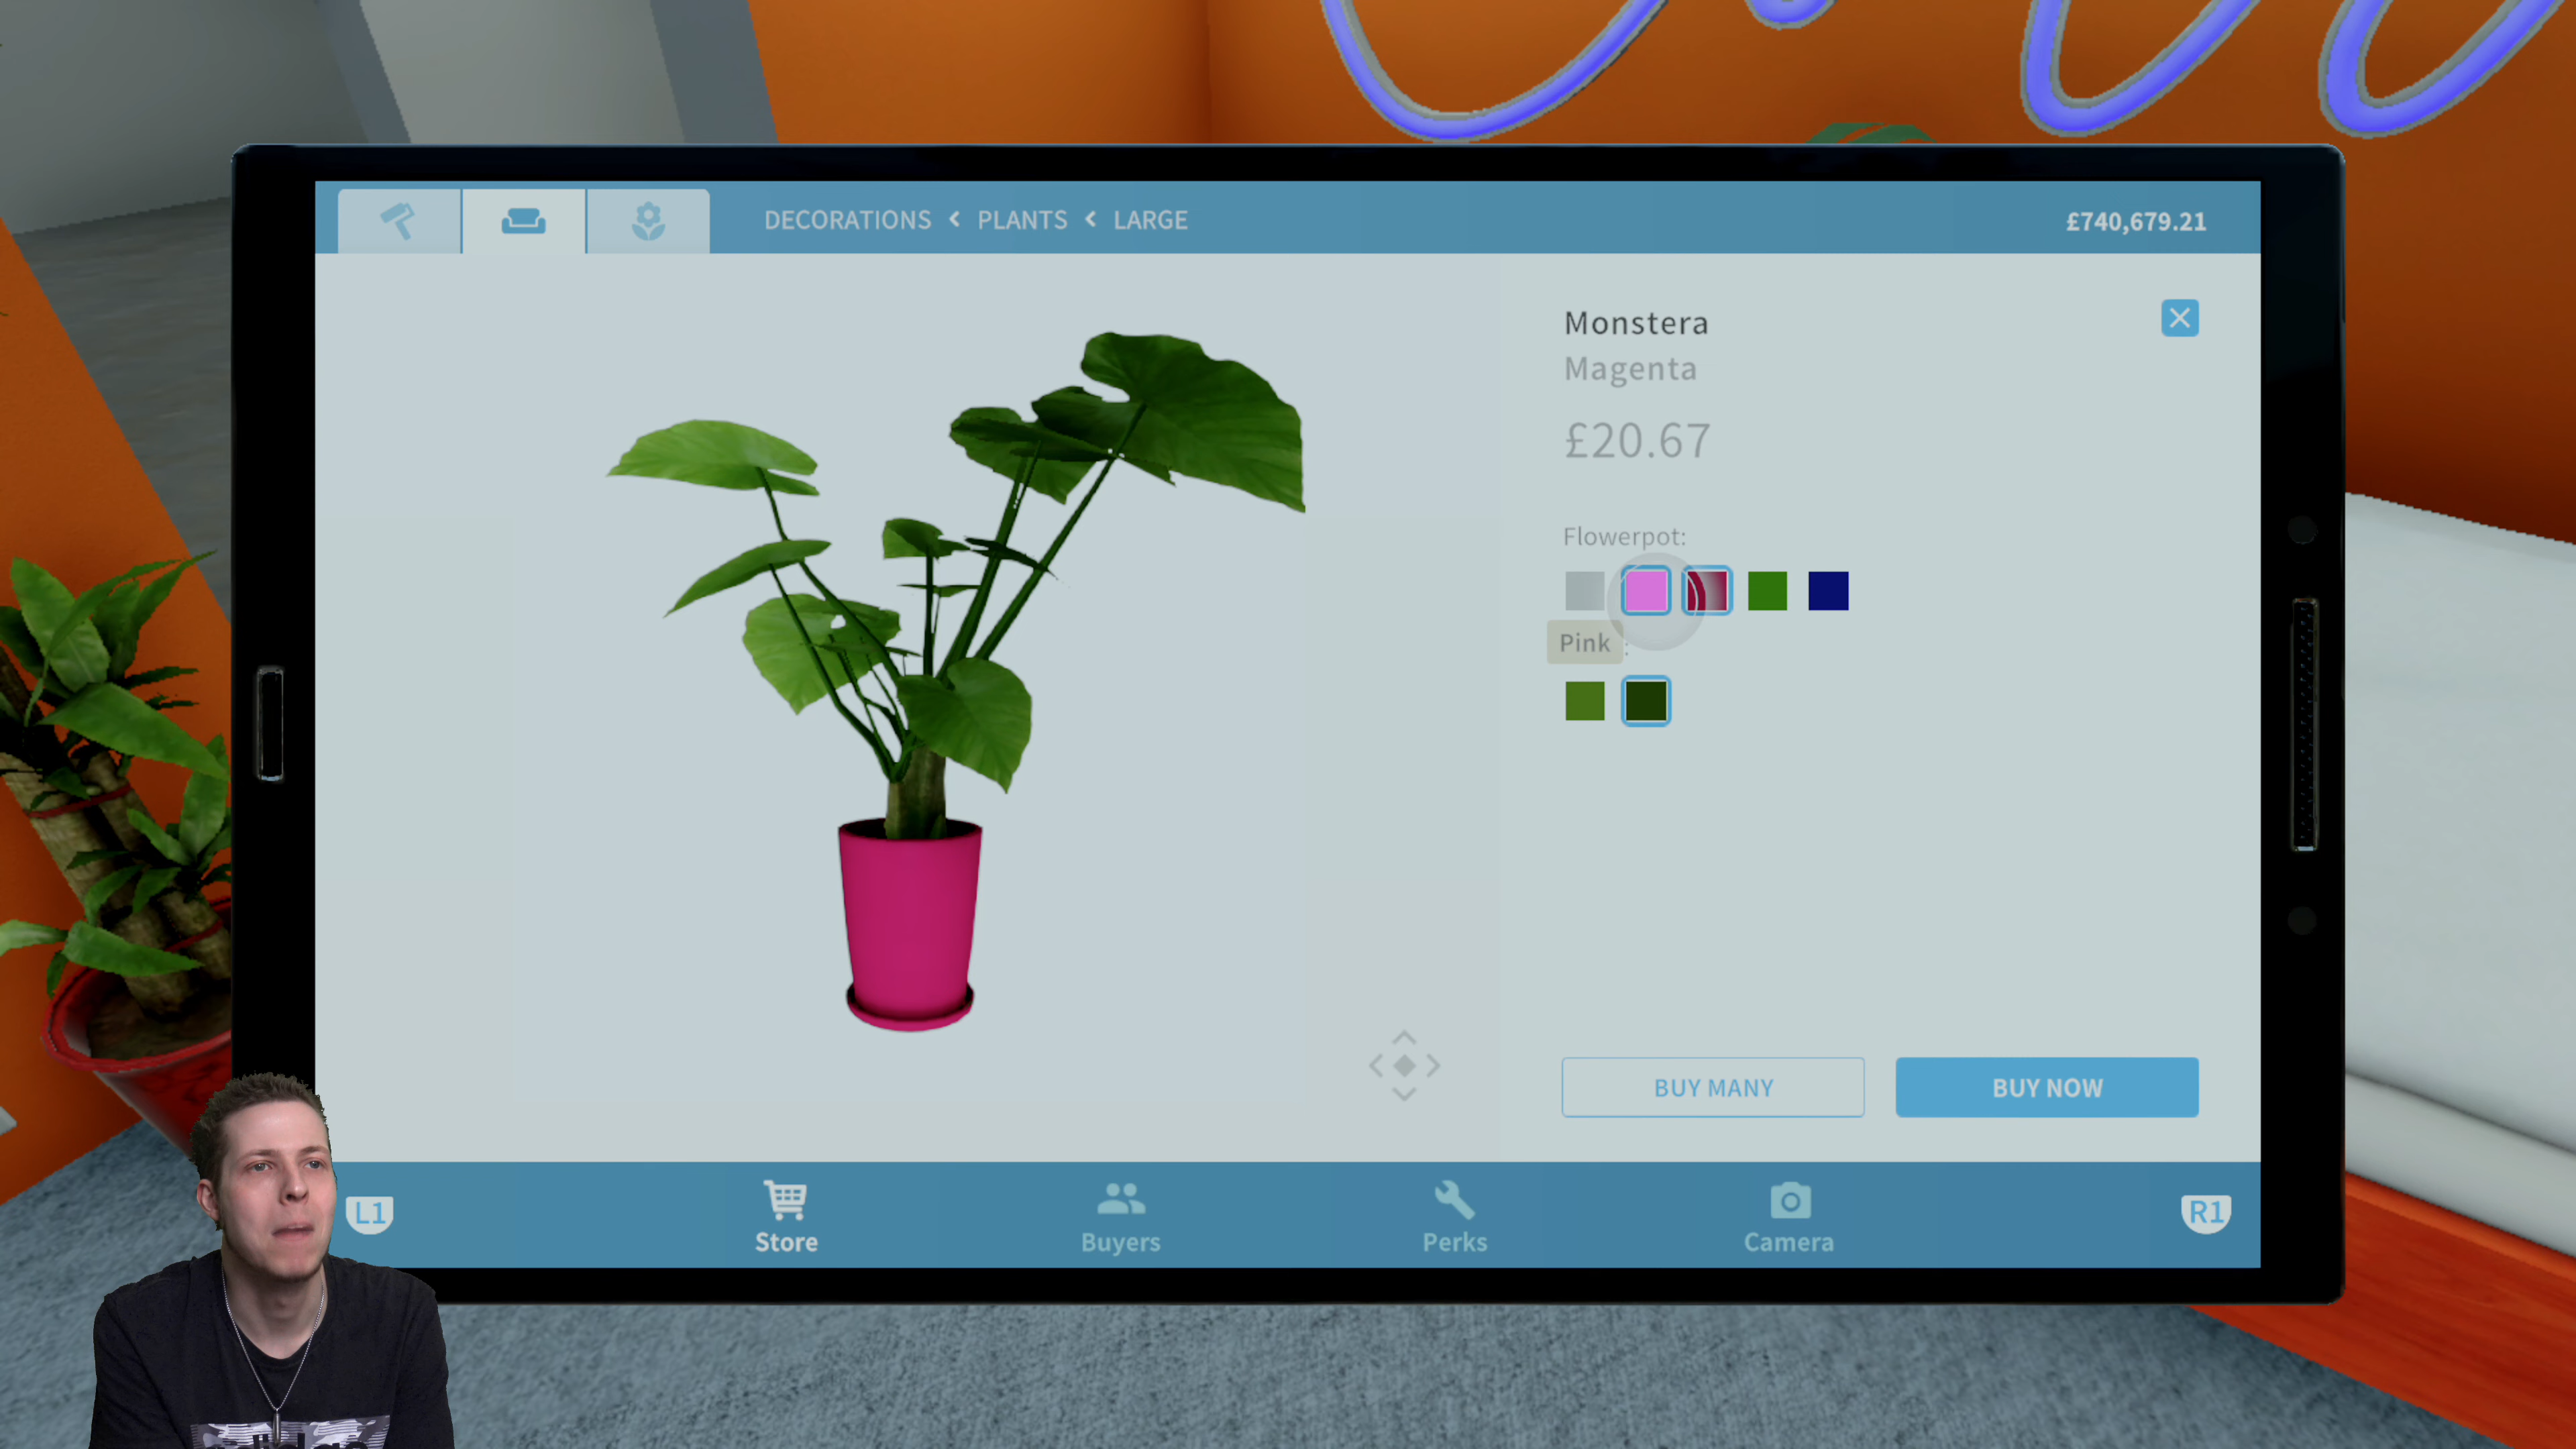 DECORATIONS < PLANTS < LARGE
£740,679.21
Monstera
Magenta
£20.67
Flowerpot:
Pink :
BUY MANY
BUY NOW
L1
Store
Buyers
Perks
Camera
R1